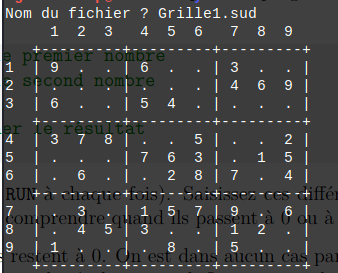 Nom du fichier ? Grille1.sud
1 2 3 4 5 6 7 8 9
e premier nombre
+---------+---------+---------+
1 | 9 . . | 6 . . | 3 . . |
e second nombre
2 | . . . | . . . | 4 6 9 |
3 | 6 . . | 5 4 . | . . . |
er le résultat
+---------+---------+---------+
4 | 3 7 8 | . . 5 | . . 2 |
5 | . . . | 7 6 3 | . 1 5 |
6 | . 6 . | . 2 8 | 7 . 4 |
RUN à chaque fois). Saisissez ces diffé
+---------+---------+---------+
7 | . 3 . | 1 5 7 | 9 . 6 |
comprendre quand ils passent à 0 ou à
8 | . 4 5 | 3 . . | 1 2 . |
9 | 1 . . | . 8 . | 5 . . |
restent à 0. On est dans aucun cas par
+---------+---------+---------+